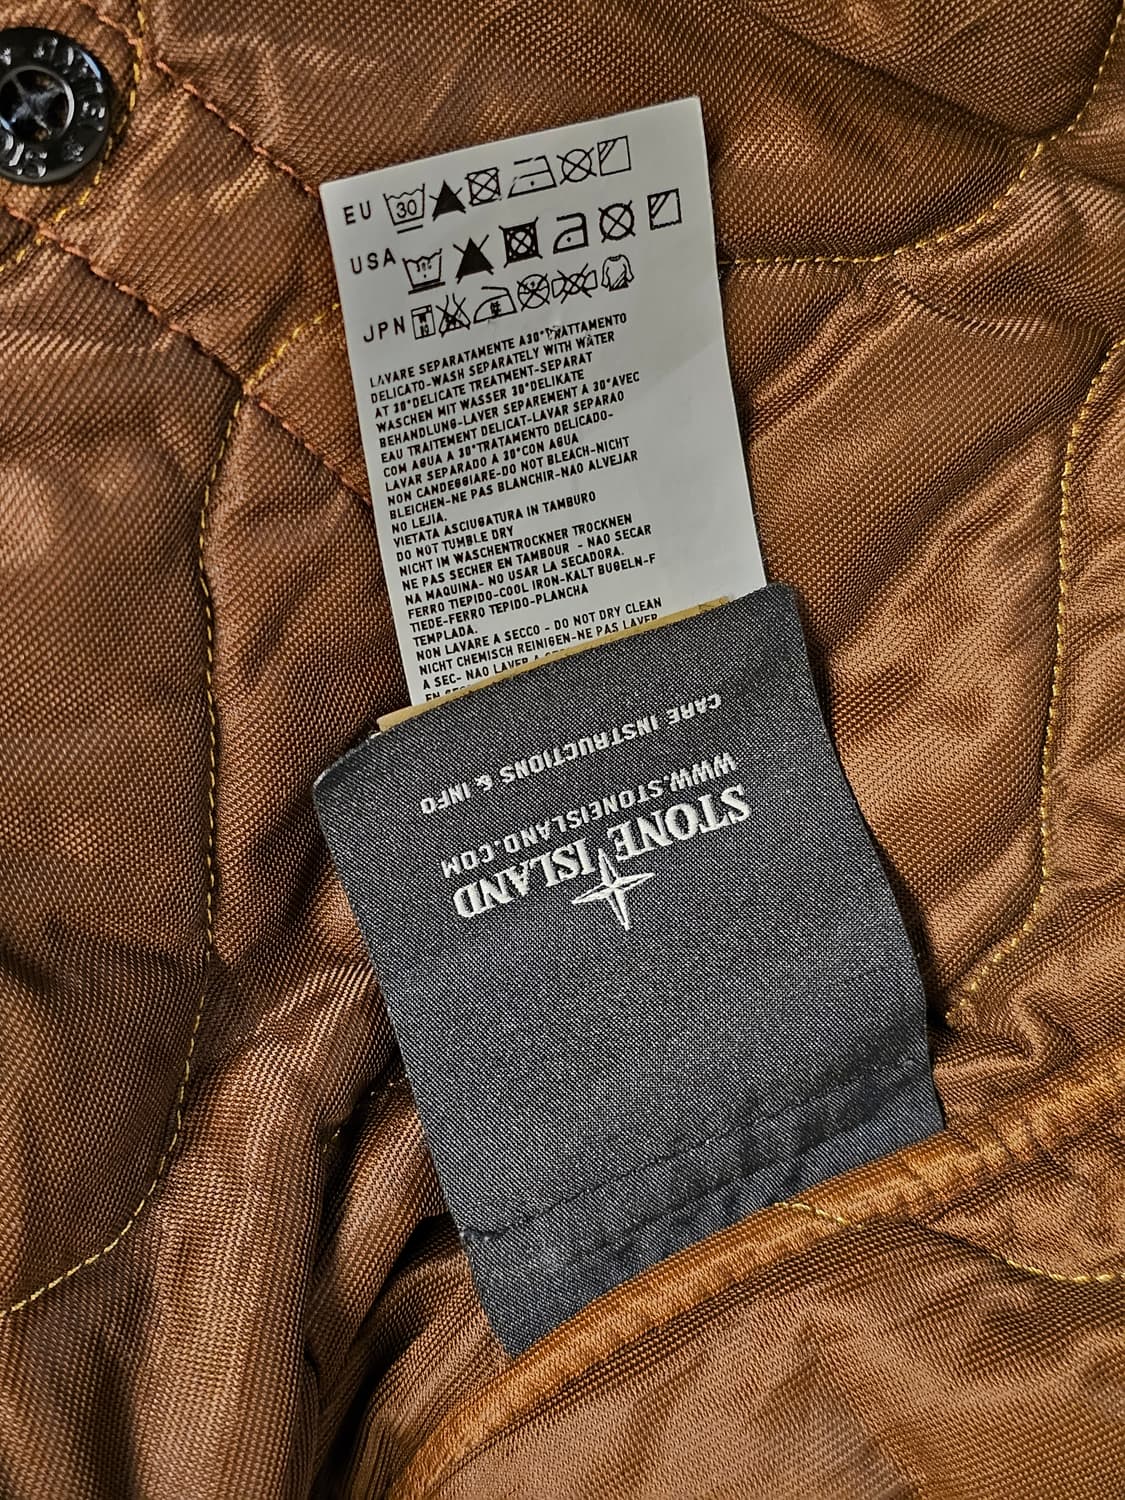 EU 30
USA
JPN
LAVARE SEPARATAMENTE A30°TRATTAMENTO
DELICATO-WASH SEPARATELY WITH WATER
AT 30°DELICATE TREATMENT-SEPARAT
WASCHEN MIT WASSER 30°DELIKATE
BEHANDLUNG-LAVER SEPAREMENT A 30°AVEC
EAU TRAITEMENT DELICAT-LAVAR SEPARAO
COM AGUA A 30°TRATAMENTO DELICADO-
LAVAR SEPARADO A 30°CON AGUA
NON CANDEGGIARE-DO NOT BLEACH-NICHT
BLEICHEN-NE PAS BLANCHIR-NAO ALVEJAR
NO LEJIA.
VIETATA ASCIUGATURA IN TAMBURO
DO NOT TUMBLE DRY
NICHT IM WASCHENTROCKNER TROCKNEN
NE PAS SECHER EN TAMBOUR - NAO SECAR
NA MAQUINA- NO USAR LA SECADORA.
FERRO TIEPIDO-COOL IRON-KALT BUGELN-F
TIEDE-FERRO TEPIDO-PLANCHA
TEMPLADA.
NON LAVARE A SECCO - DO NOT DRY CLEAN
NICHT CHEMISCH REINIGEN-NE PAS LAVER
A SEC- NAO LAVER A
EN
STONE ISLAND
WWW.STONEISLAND.COM
CARE INSTRUCTIONS & INFO